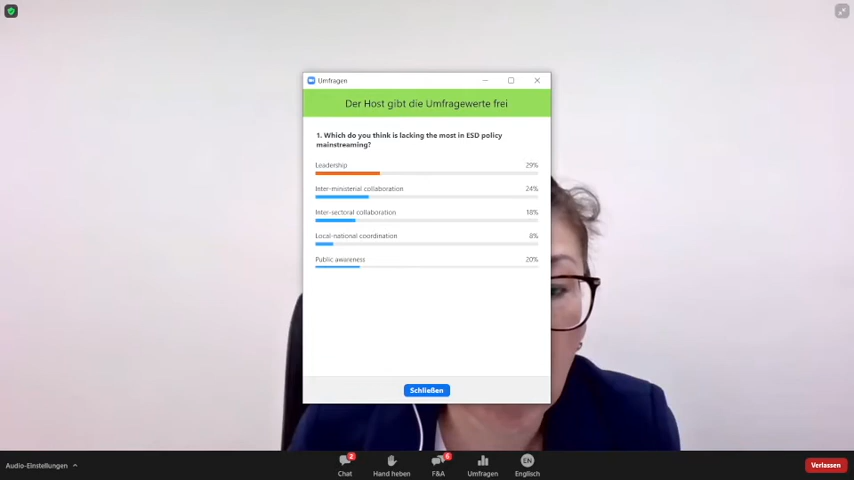 Umfragen
Der Host gibt die Umfragewerte frei
1. Which do you think is lacking the most in ESD policy
mainstreaming?
Leadership 29%
Inter-ministerial collaboration 24%
Inter-sectoral collaboration 18%
Local-national coordination 8%
Public awareness 20%
Schließen
Audio-Einstellungen
2
Chat
Hand heben
6
F&A
Umfragen
EN
Englisch
Verlassen